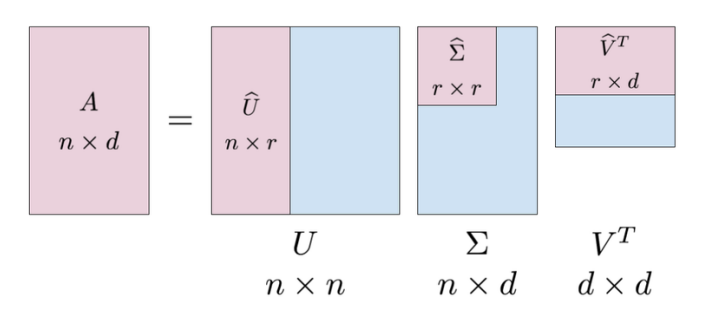 A
n × d
=
Û
n × r
Σ̂
r × r
V̂ᵀ
r × d
U
n × n
Σ
n × d
Vᵀ
d × d